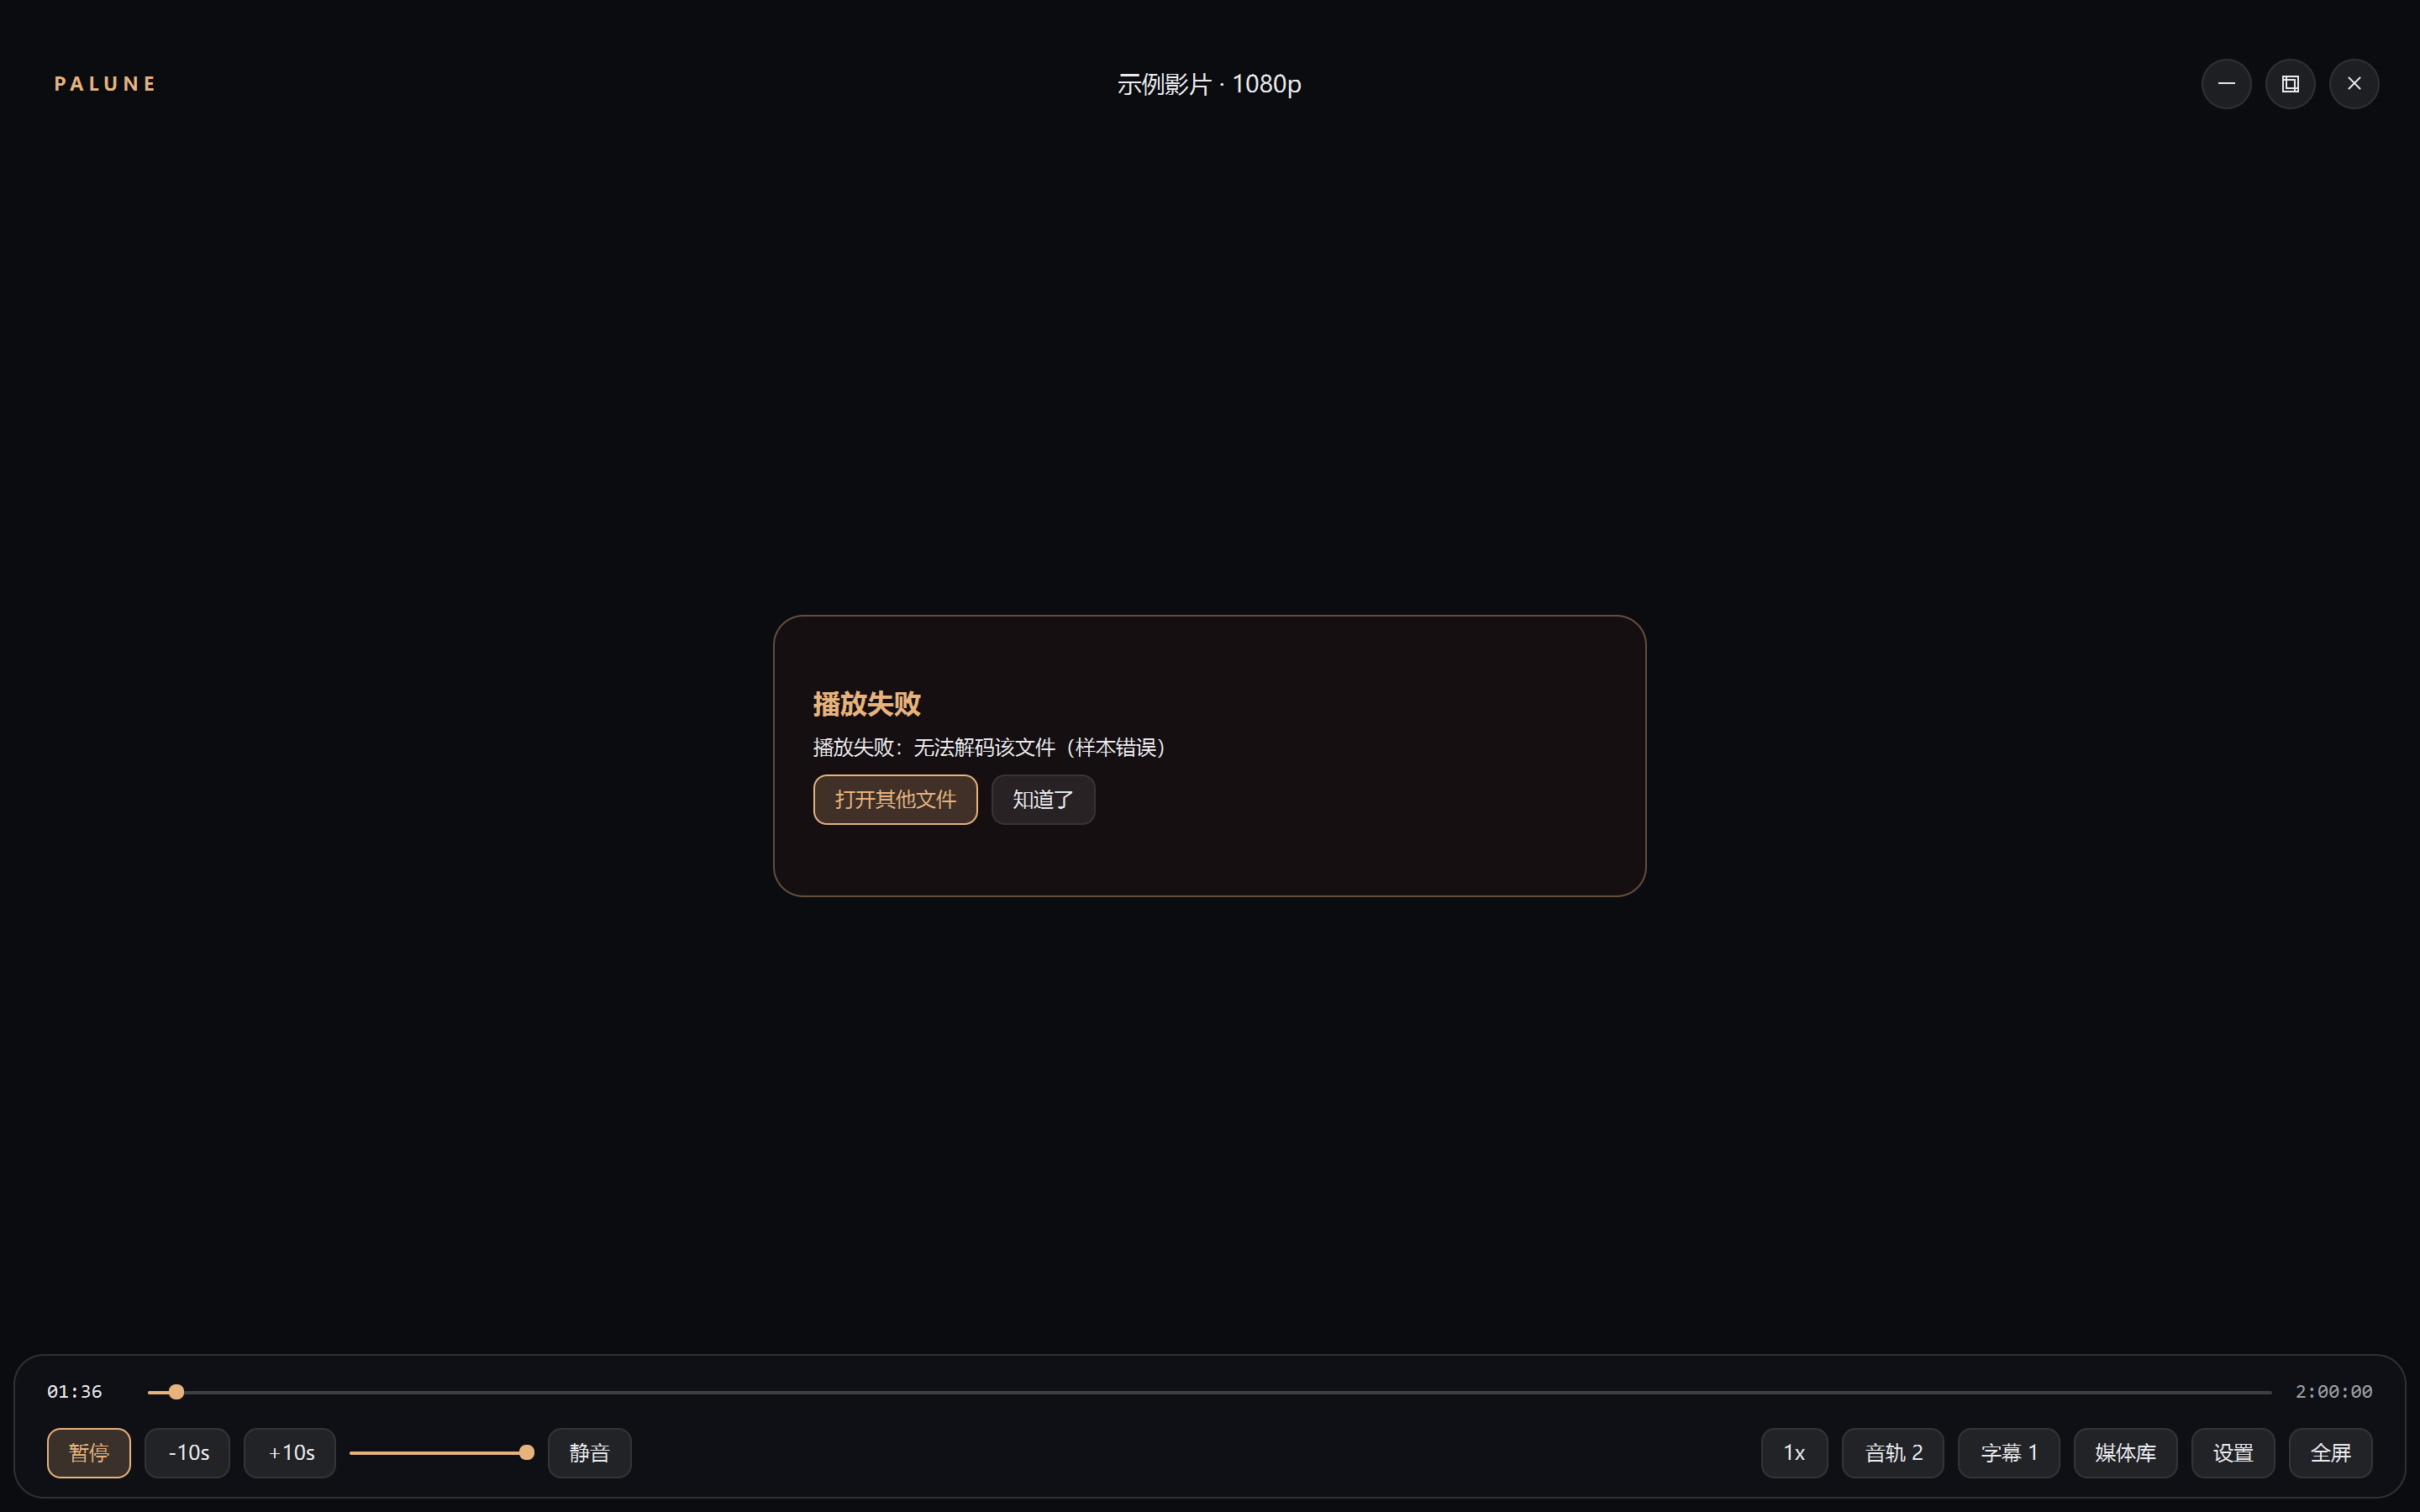 PALUNE
示例影片 · 1080p
播放失败
播放失败：无法解码该文件（样本错误）
打开其他文件 知道了
01:36 2:00:00
暂停 -10s +10s 静音 1x 音轨 2 字幕 1 媒体库 设置 全屏